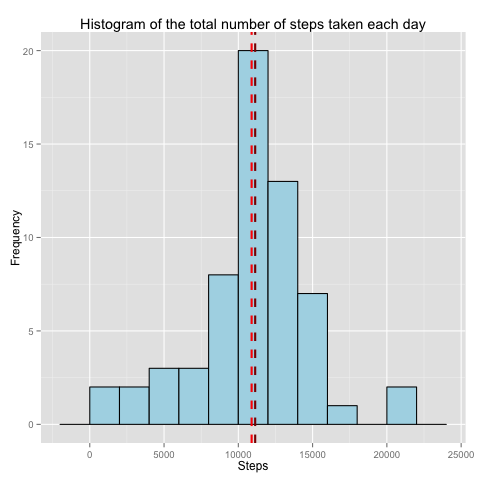 Histogram of the total number of steps taken each day
20
15
10
5
0
Frequency
0 5000 10000 15000 20000 25000
Steps